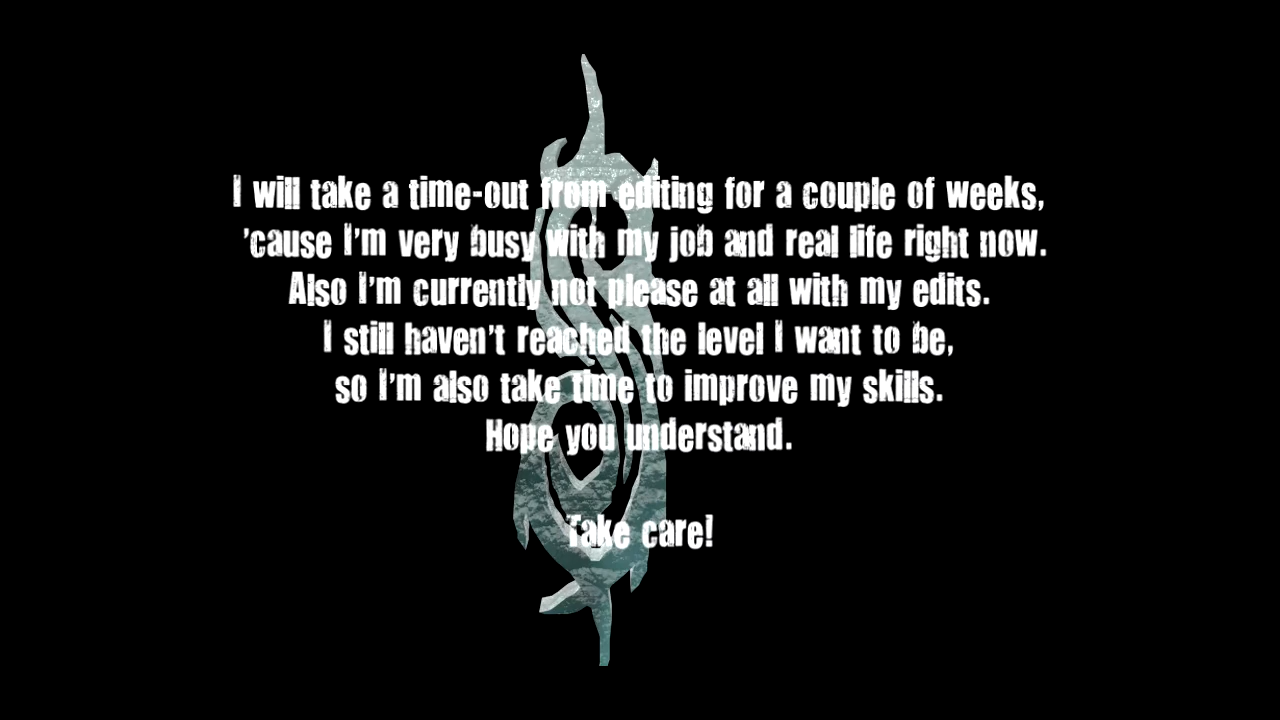 I will take a time-out from editing for a couple of weeks,
'cause I'm very busy with my job and real life right now.
Also I'm currently not please at all with my edits.
I still haven't reached the level I want to be,
so I'm also take time to improve my skills.
Hope you understand.
Take care!